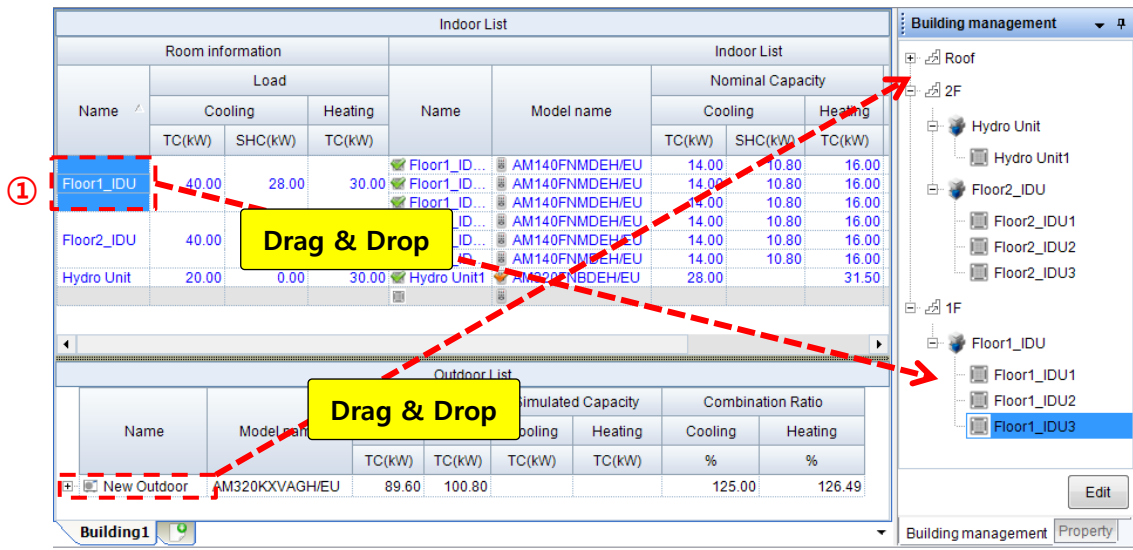 Indoor List
Room information Indoor List
Load Nominal Capacity
Name Cooling Heating Name Model name Cooling Heating
TC(kW) SHC(kW) TC(kW) TC(kW) SHC(kW) TC(kW)
①
Floor1_IDU 40.00 28.00 30.00
Floor1_ID... AM140FNMDEH/EU 14.00 10.80 16.00
Floor1_ID... AM140FNMDEH/EU 14.00 10.80 16.00
Floor1_ID... AM140FNMDEH/EU 14.00 10.80 16.00
Floor2_IDU 40.00
_ID... AM140FNMDEH/EU 14.00 10.80 16.00
_ID... AM140FNMDEH/EU 14.00 10.80 16.00
AM140FNMDEH/EU 14.00 10.80 16.00
Hydro Unit 20.00 0.00 30.00 Hydro Unit1 AM320FNBDEH/EU 28.00 31.50
Drag & Drop
Outdoor List
Drag & Drop
Simulated Capacity Combination Ratio
Name Model name Cooling Heating Cooling Heating
TC(kW) TC(kW) TC(kW) TC(kW) % %
New Outdoor AM320KXVAGH/EU 89.60 100.80 125.00 126.49
Building1
Building management
Roof
2F
Hydro Unit
Hydro Unit1
Floor2_IDU
Floor2_IDU1
Floor2_IDU2
Floor2_IDU3
1F
Floor1_IDU
Floor1_IDU1
Floor1_IDU2
Floor1_IDU3
Edit
Building management Property